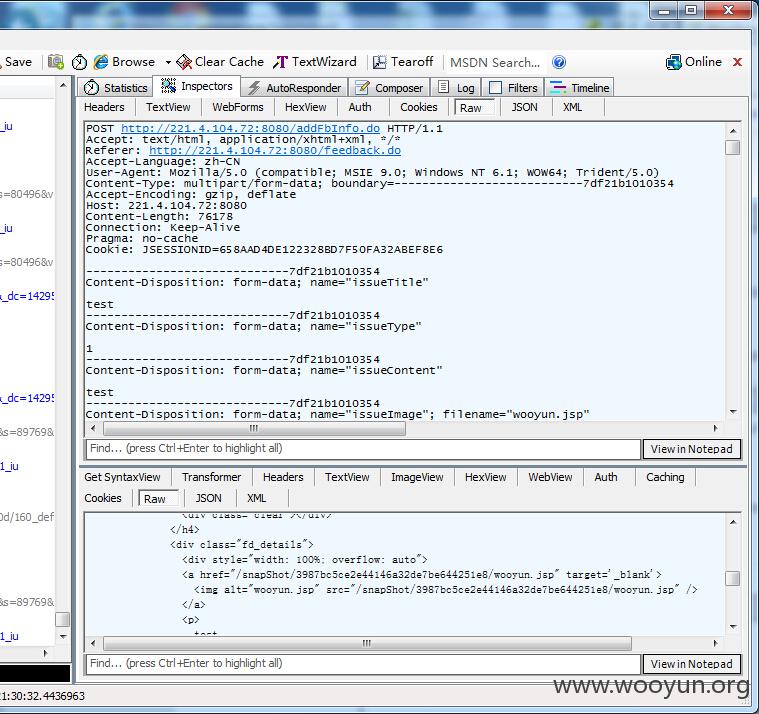 Save Browse Clear Cache TextWizard Tearoff MSDN Search... Online
Statistics Inspectors AutoResponder Composer Log Filters Timeline
Headers TextView WebForms HexView Auth Cookies Raw JSON XML
_iu
s=80496&v
_iu
s=80496&v
&_dc=14295
&_dc=14295
&s=89769&
1_iu
0d/160_def
&s=89769&
1_iu
POST http://221.4.104.72:8080/addFbInfo.do HTTP/1.1
Accept: text/html, application/xhtml+xml, */*
Referer: http://221.4.104.72:8080/feedback.do
Accept-Language: zh-CN
User-Agent: Mozilla/5.0 (compatible; MSIE 9.0; Windows NT 6.1; WOW64; Trident/5.0)
Content-Type: multipart/form-data; boundary=---------------------------7df21b1010354
Accept-Encoding: gzip, deflate
Host: 221.4.104.72:8080
Content-Length: 76178
Connection: Keep-Alive
Pragma: no-cache
Cookie: JSESSIONID=658AAD4DE122328BD7F50FA32ABEF8E6
-----------------------------7df21b1010354
Content-Disposition: form-data; name="issueTitle"
test
-----------------------------7df21b1010354
Content-Disposition: form-data; name="issueType"
1
-----------------------------7df21b1010354
Content-Disposition: form-data; name="issueContent"
test
-----------------------------7df21b1010354
Content-Disposition: form-data; name="issueImage"; filename="wooyun.jsp"
Find... (press Ctrl+Enter to highlight all) View in Notepad
Get SyntaxView Transformer Headers TextView ImageView HexView WebView Auth Caching
Cookies Raw JSON XML
<div class="clear"></div>
</h4>
<div class="fd_details">
<div style="width: 100%; overflow: auto">
<a href="/snapShot/3987bc5ce2e44146a32de7be644251e8/wooyun.jsp" target='_blank'>
<img alt="wooyun.jsp" src="/snapShot/3987bc5ce2e44146a32de7be644251e8/wooyun.jsp" />
</a>
<p>
test
Find... (press Ctrl+Enter to highlight all) View in Notepad
1:30:32.4436963
www.wooyun.org